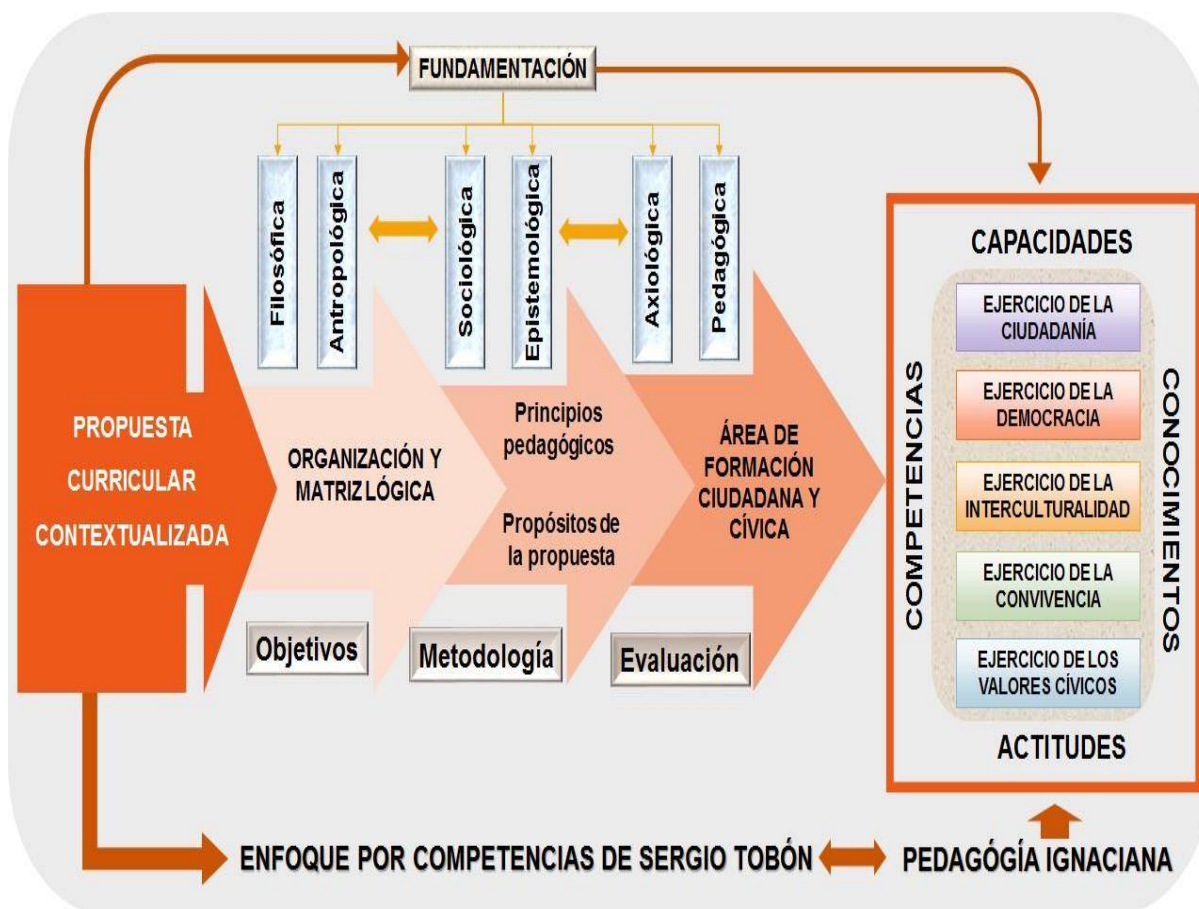 FUNDAMENTACIÓN
Filosófica
Antropológica
Sociológica
Epistemológica
Axiológica
Pedagógica
PROPUESTA
CURRICULAR
CONTEXTUALIZADA
ORGANIZACIÓN Y
MATRIZ LÓGICA
Principios
pedagógicos
Propósitos de
la propuesta
ÁREA DE
FORMACIÓN
CIUDADANA Y
CÍVICA
Objetivos
Metodología
Evaluación
CAPACIDADES
COMPETENCIAS
EJERCICIO DE LA
CIUDADANÍA
EJERCICIO DE LA
DEMOCRACIA
EJERCICIO DE LA
INTERCULTURALIDAD
EJERCICIO DE LA
CONVIVENCIA
EJERCICIO DE LOS
VALORES CÍVICOS
CONOCIMIENTOS
ACTITUDES
ENFOQUE POR COMPETENCIAS DE SERGIO TOBÓN
PEDAGÓGÍA IGNACIANA